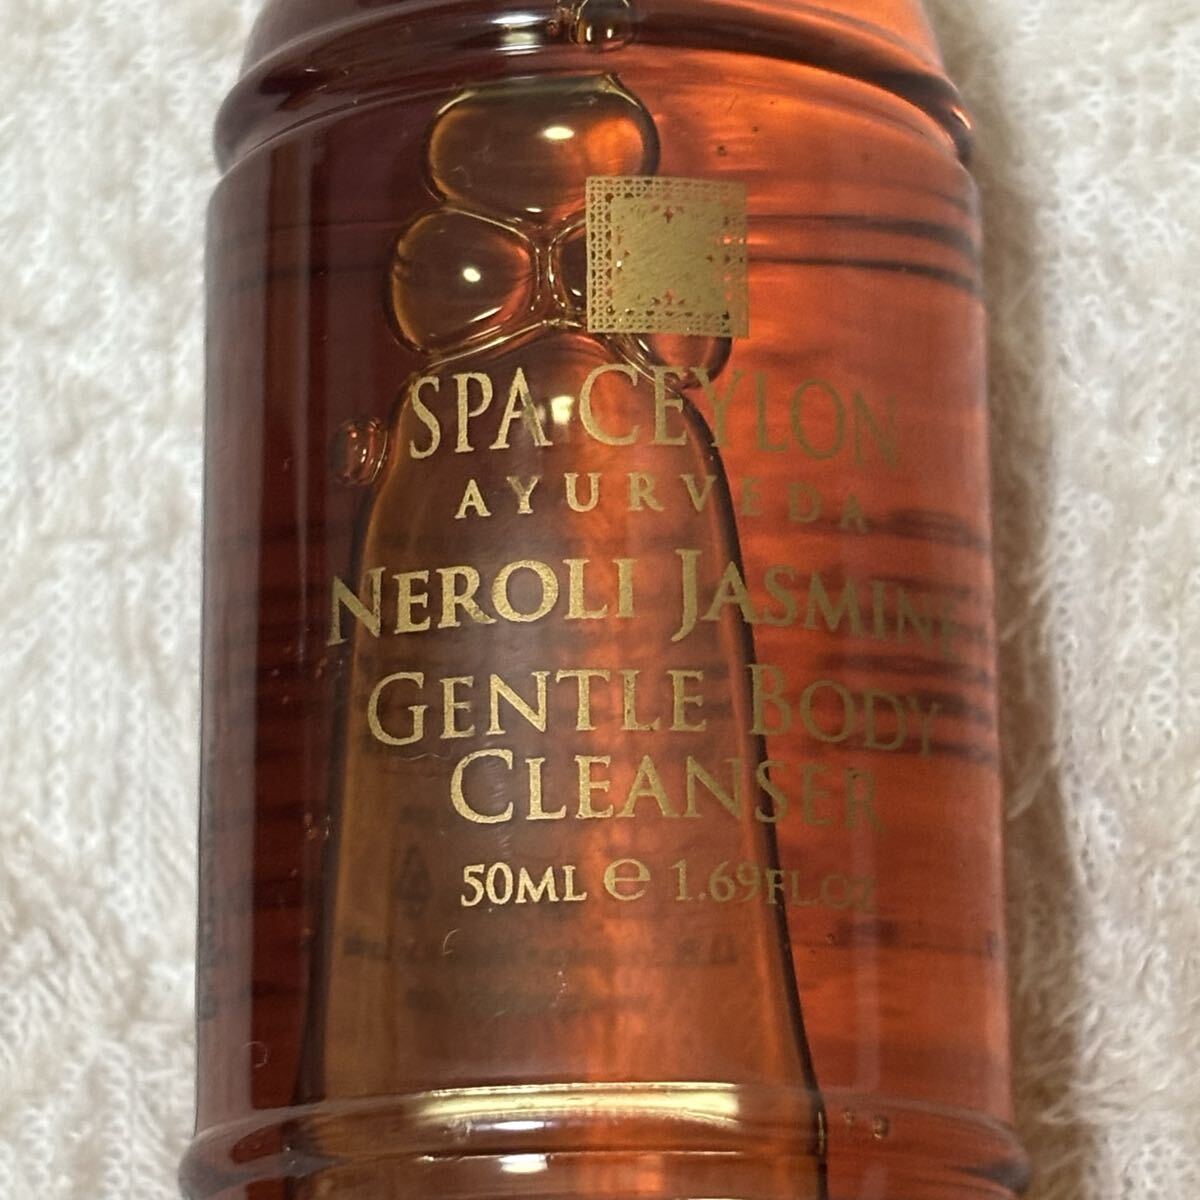 SPA CEYLON
AYURVEDA
NEROLI JASMINE
GENTLE BODY
CLEANSER
50ML ℮ 1.69FL.OZ